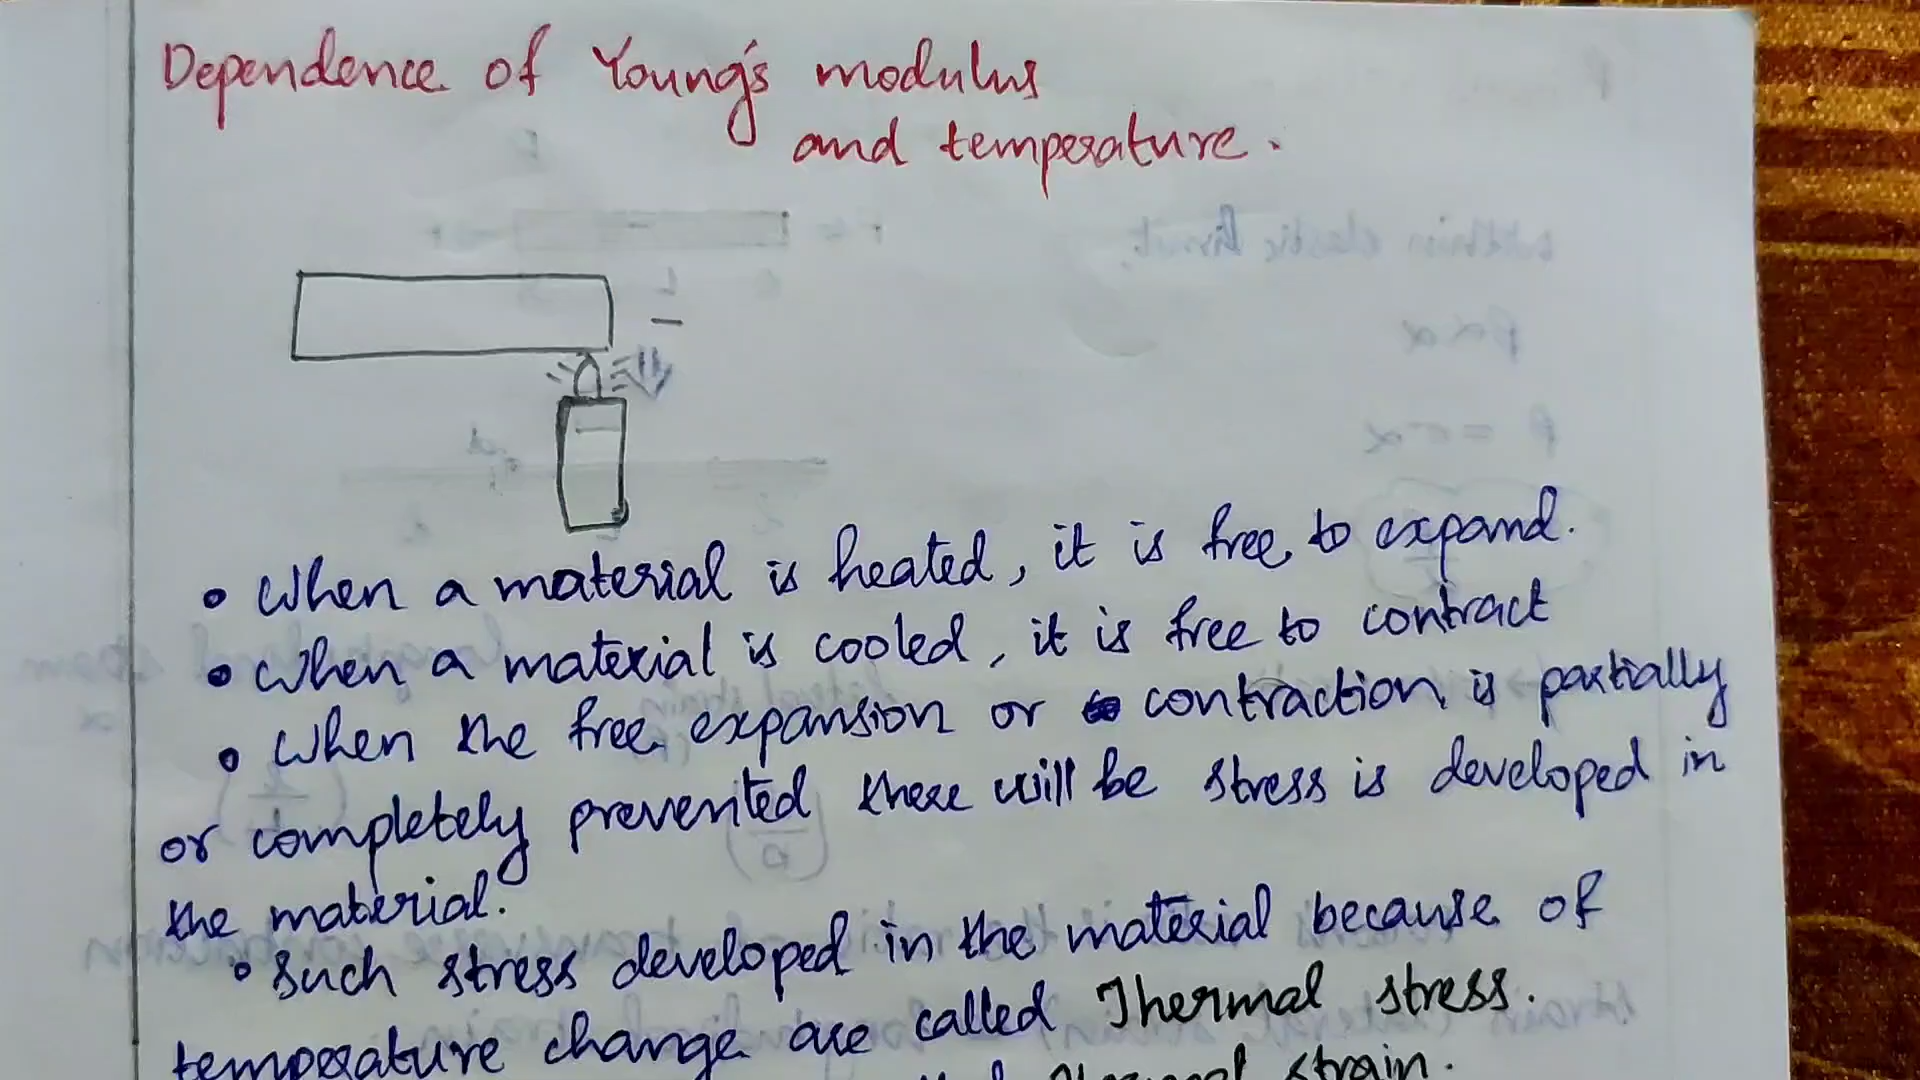 Dependence of Young's modulus
and temperature.
• When a material is heated, it is free to expand.
• When a material is cooled, it is free to contract
• When the free expansion or contraction is partially
or completely prevented there will be stress is developed in
the material.
• Such stress developed in the material because of
temperature change are called Thermal stress.
Thermal strain.